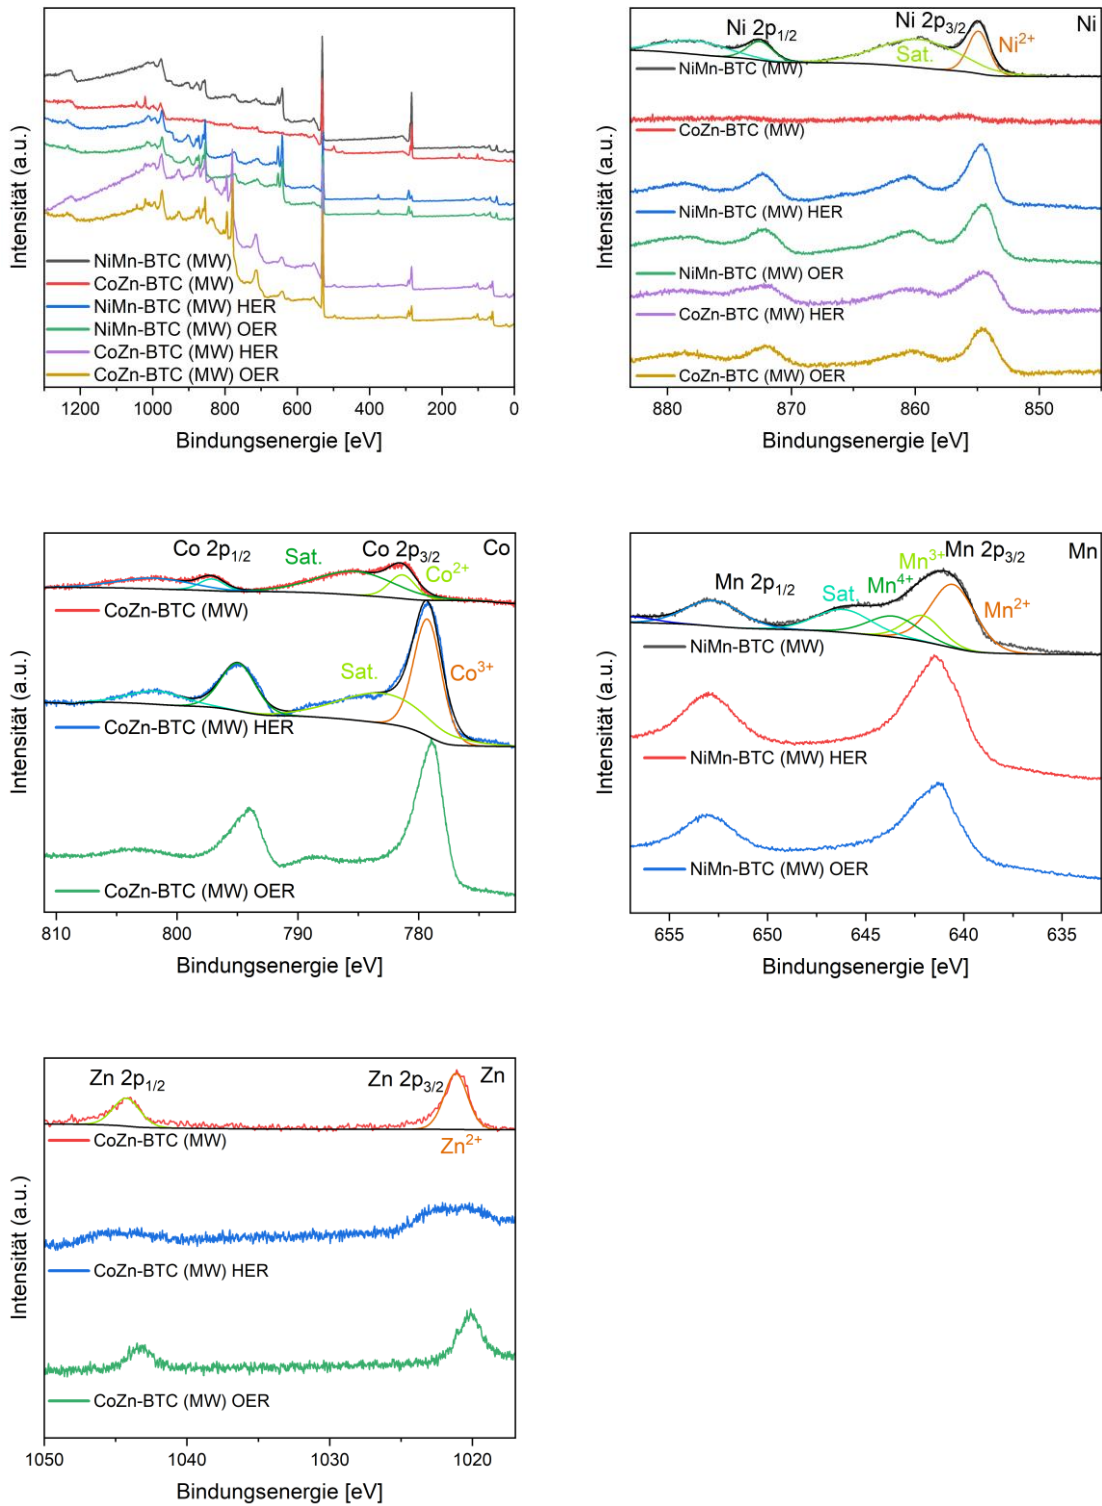 Intensität (a.u.)
NiMn-BTC (MW)
CoZn-BTC (MW)
NiMn-BTC (MW) HER
NiMn-BTC (MW) OER
CoZn-BTC (MW) HER
CoZn-BTC (MW) OER
1200 1000 800 600 400 200 0
Bindungsenergie [eV]
Ni 2p1/2 Ni 2p3/2 Ni
Sat. Ni2+
NiMn-BTC (MW)
CoZn-BTC (MW)
NiMn-BTC (MW) HER
NiMn-BTC (MW) OER
CoZn-BTC (MW) HER
CoZn-BTC (MW) OER
Intensität (a.u.)
880 870 860 850
Bindungsenergie [eV]
Co 2p1/2 Sat. Co 2p3/2 Co
Co2+
CoZn-BTC (MW)
Sat. Co3+
CoZn-BTC (MW) HER
CoZn-BTC (MW) OER
Intensität (a.u.)
810 800 790 780
Bindungsenergie [eV]
Mn 2p1/2 Mn3+ Mn 2p3/2 Mn
Sat. Mn4+ Mn2+
NiMn-BTC (MW)
NiMn-BTC (MW) HER
NiMn-BTC (MW) OER
Intensität (a.u.)
655 650 645 640 635
Bindungsenergie [eV]
Zn 2p1/2 Zn 2p3/2 Zn
CoZn-BTC (MW) Zn2+
CoZn-BTC (MW) HER
CoZn-BTC (MW) OER
Intensität (a.u.)
1050 1040 1030 1020
Bindungsenergie [eV]